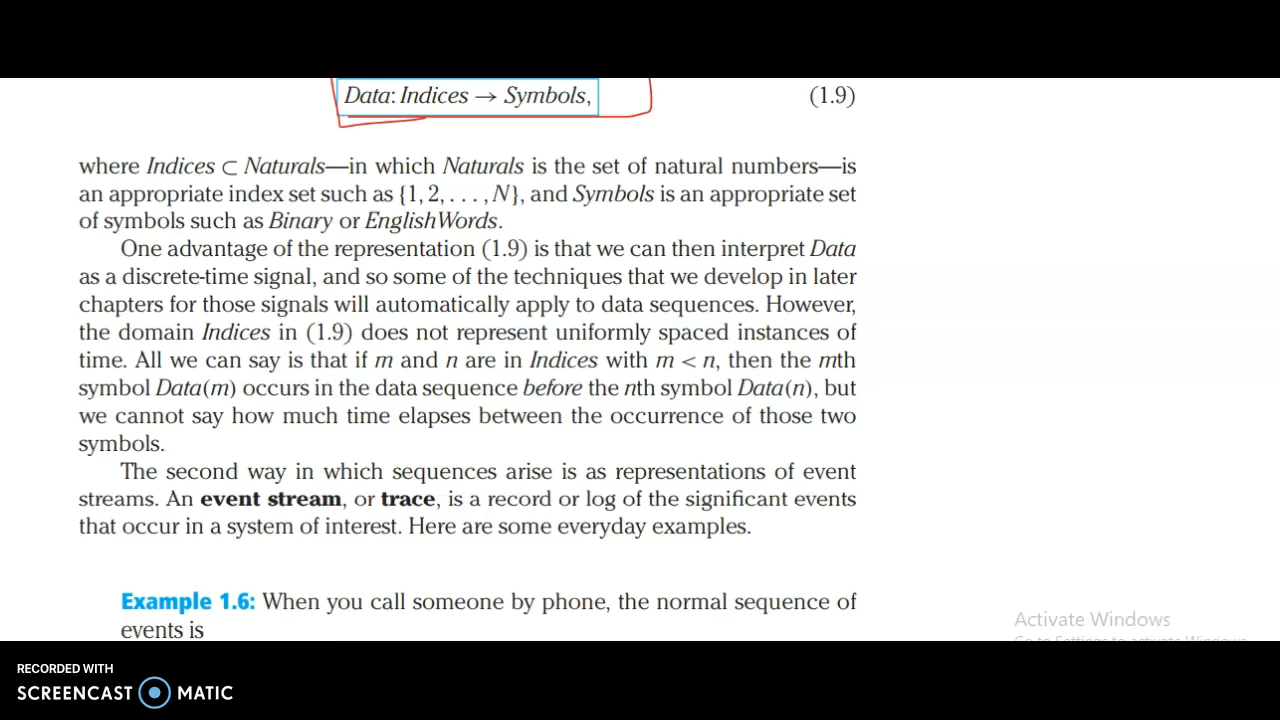 Data: Indices → Symbols, (1.9)
where Indices ⊂ Naturals—in which Naturals is the set of natural numbers—is
an appropriate index set such as {1, 2, . . . , N}, and Symbols is an appropriate set
of symbols such as Binary or EnglishWords.
One advantage of the representation (1.9) is that we can then interpret Data
as a discrete-time signal, and so some of the techniques that we develop in later
chapters for those signals will automatically apply to data sequences. However,
the domain Indices in (1.9) does not represent uniformly spaced instances of
time. All we can say is that if m and n are in Indices with m < n, then the mth
symbol Data(m) occurs in the data sequence before the nth symbol Data(n), but
we cannot say how much time elapses between the occurrence of those two
symbols.
The second way in which sequences arise is as representations of event
streams. An event stream, or trace, is a record or log of the significant events
that occur in a system of interest. Here are some everyday examples.
Example 1.6: When you call someone by phone, the normal sequence of
events is
Activate Windows
Go to Settings to activate Windows.
RECORDED WITH
SCREENCAST MATIC